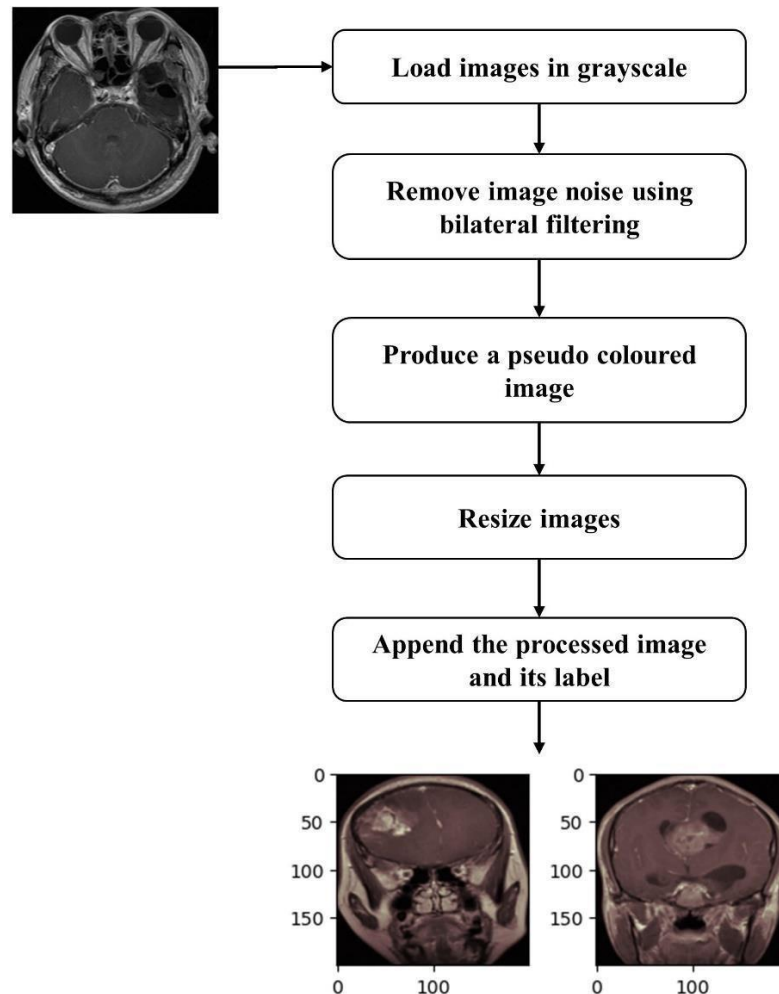 Load images in grayscale
Remove image noise using
bilateral filtering
Produce a pseudo coloured
image
Resize images
Append the processed image
and its label
0
50
100
150
0
100
0
50
100
150
0
100